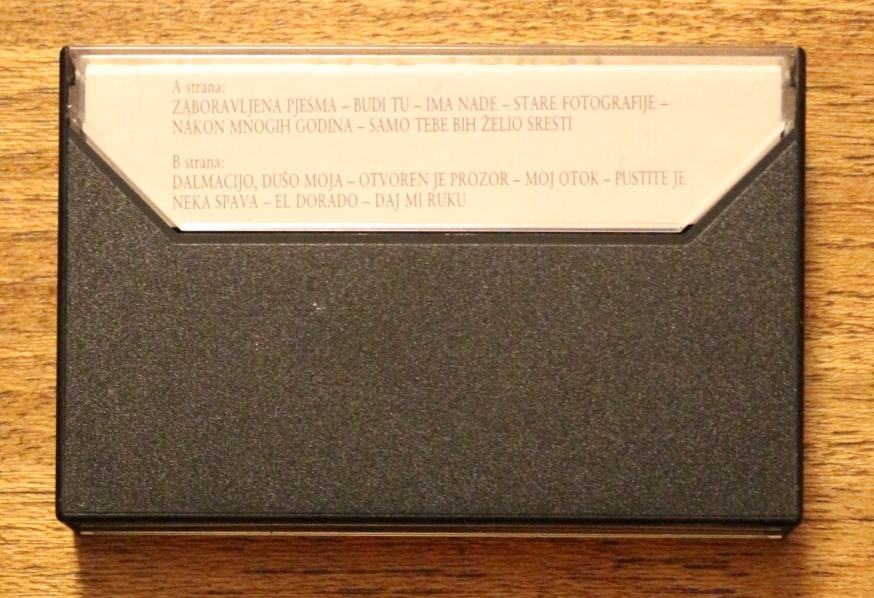 A strana:
ZABORAVLJENA PJESMA – BUDI TU – IMA NADE – STARE FOTOGRAFIJE –
NAKON MNOGIH GODINA – SAMO TEBE BIH ŽELIO SRESTI
B strana:
DALMACIJO, DUŠO MOJA – OTVOREN JE PROZOR – MOJ OTOK – PUSTITE JE
NEKA SPAVA – EL DORADO – DAJ MI RUKU